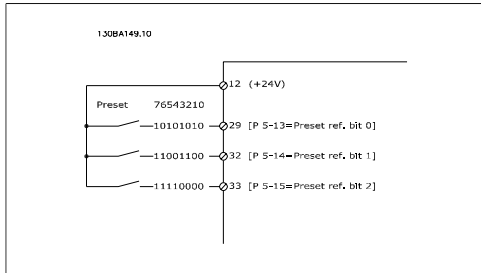 130BA149.10
12 (+24V)
Preset 76543210
10101010 29 [P 5-13=Preset ref. bit 0]
11001100 32 [P 5-14=Preset ref. bit 1]
11110000 33 [P 5-15=Preset ref. bit 2]